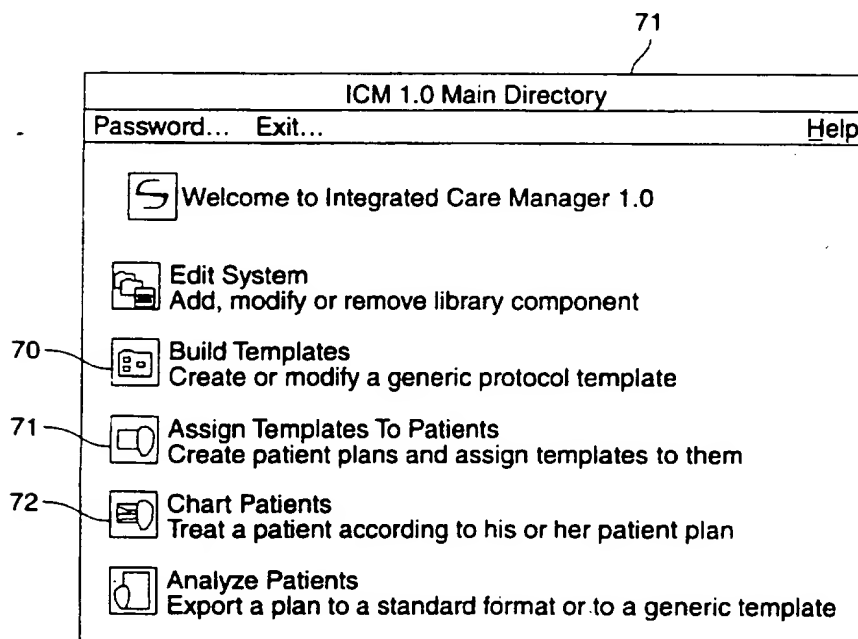 71
ICM 1.0 Main Directory
Password... Exit... Help
Welcome to Integrated Care Manager 1.0
Edit System
Add, modify or remove library component
70
Build Templates
Create or modify a generic protocol template
71
Assign Templates To Patients
Create patient plans and assign templates to them
72
Chart Patients
Treat a patient according to his or her patient plan
Analyze Patients
Export a plan to a standard format or to a generic template